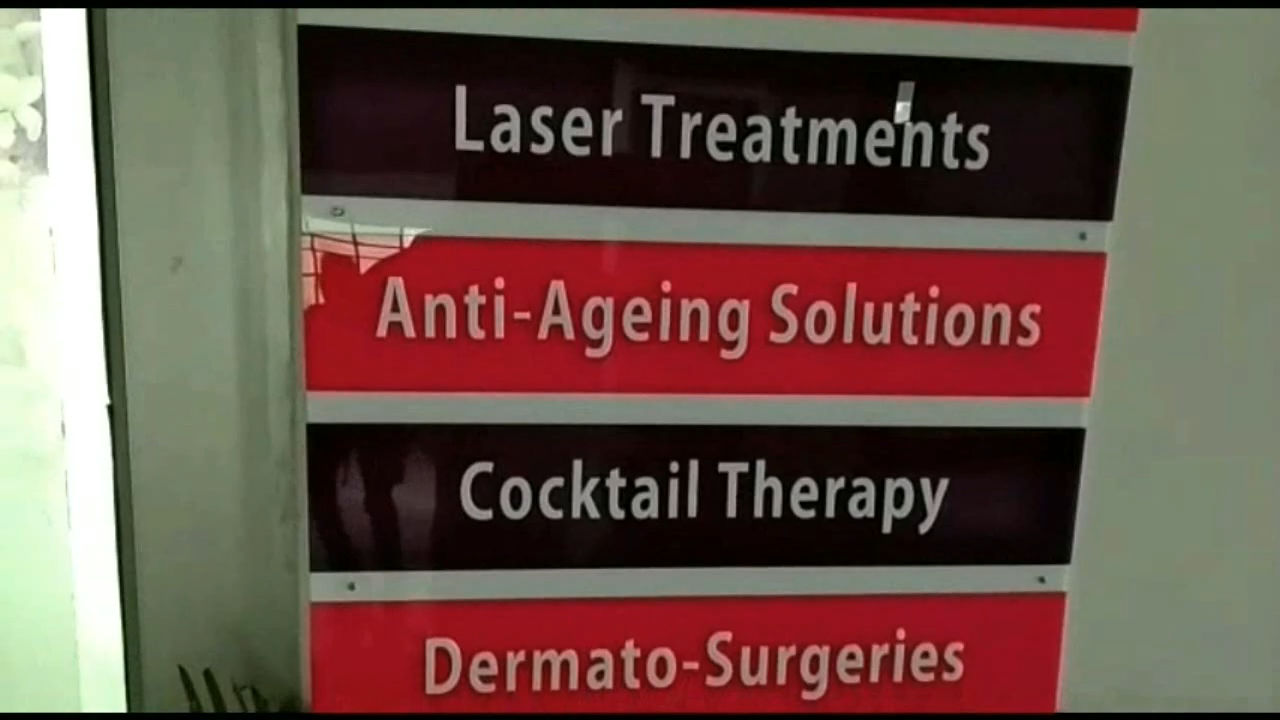 Laser Treatments
Anti-Ageing Solutions
Cocktail Therapy
Dermato-Surgeries